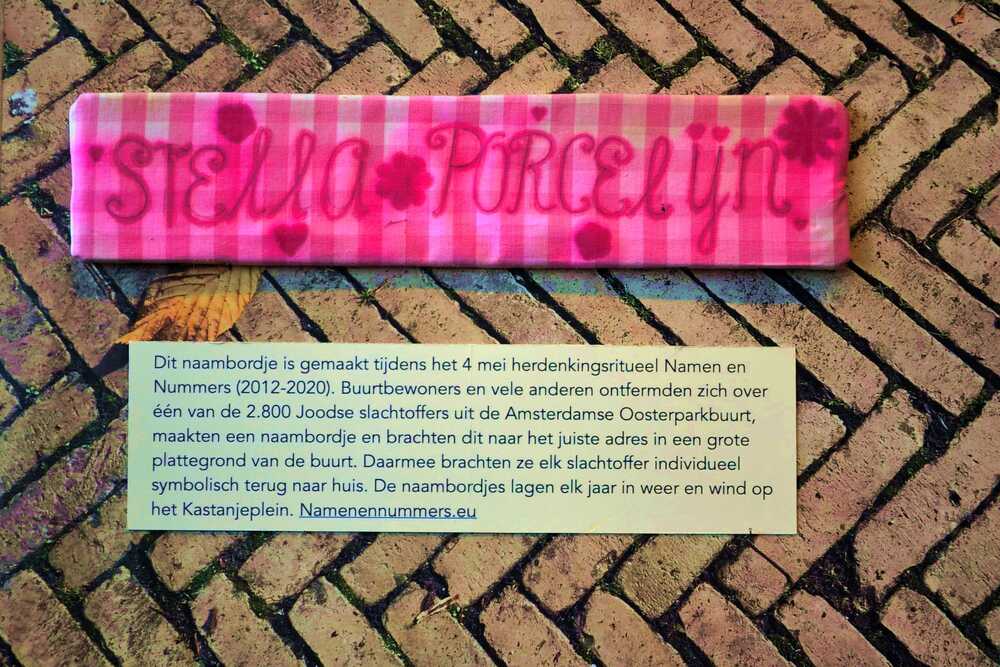 STElla PORCElijn
Dit naambordje is gemaakt tijdens het 4 mei herdenkingsritueel Namen en
Nummers (2012-2020). Buurtbewoners en vele anderen ontfermden zich over
één van de 2.800 Joodse slachtoffers uit de Amsterdamse Oosterparkbuurt,
maakten een naambordje en brachten dit naar het juiste adres in een grote
plattegrond van de buurt. Daarmee brachten ze elk slachtoffer individueel
symbolisch terug naar huis. De naambordjes lagen elk jaar in weer en wind op
het Kastanjeplein. Namenennummers.eu